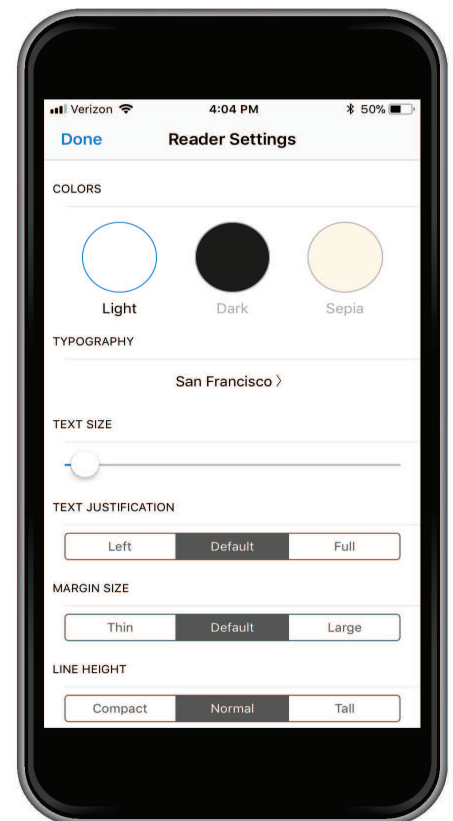 Verizon 4:04 PM 50%
Done Reader Settings
COLORS
Light Dark Sepia
TYPOGRAPHY
San Francisco 〉
TEXT SIZE
TEXT JUSTIFICATION
Left Default Full
MARGIN SIZE
Thin Default Large
LINE HEIGHT
Compact Normal Tall